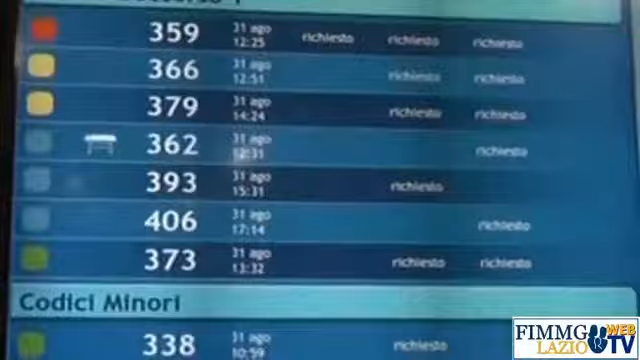 359 31 ago 12:25 richiesto richiesto richiesto
366 31 ago 12:51 richiesto richiesto
379 31 ago 14:24 richiesto richiesto
362 31 ago 12:31 richiesto
393 31 ago 15:31 richiesto
406 31 ago 17:14 richiesto
373 31 ago 13:32 richiesto richiesto
Codici Minori
338 31 ago 10:59 richiesto
FIMMG WEB
LAZIO TV